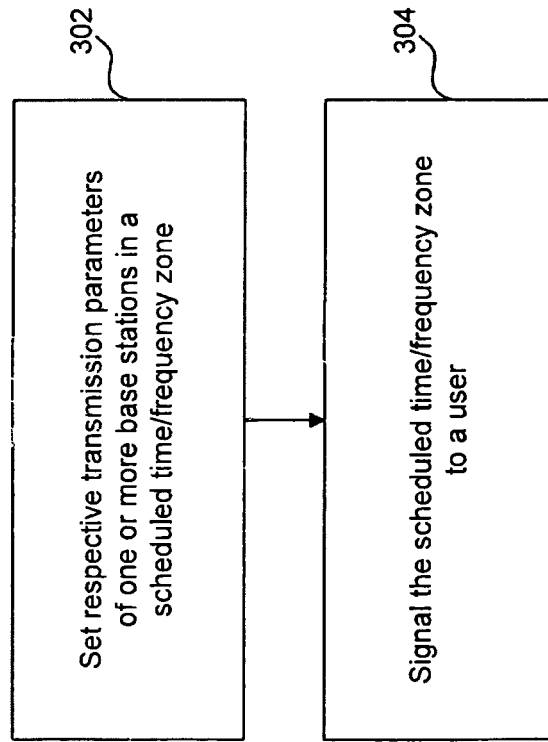 302
Set respective transmission parameters
of one or more base stations in a
scheduled time/frequency zone
304
Signal the scheduled time/frequency zone
to a user